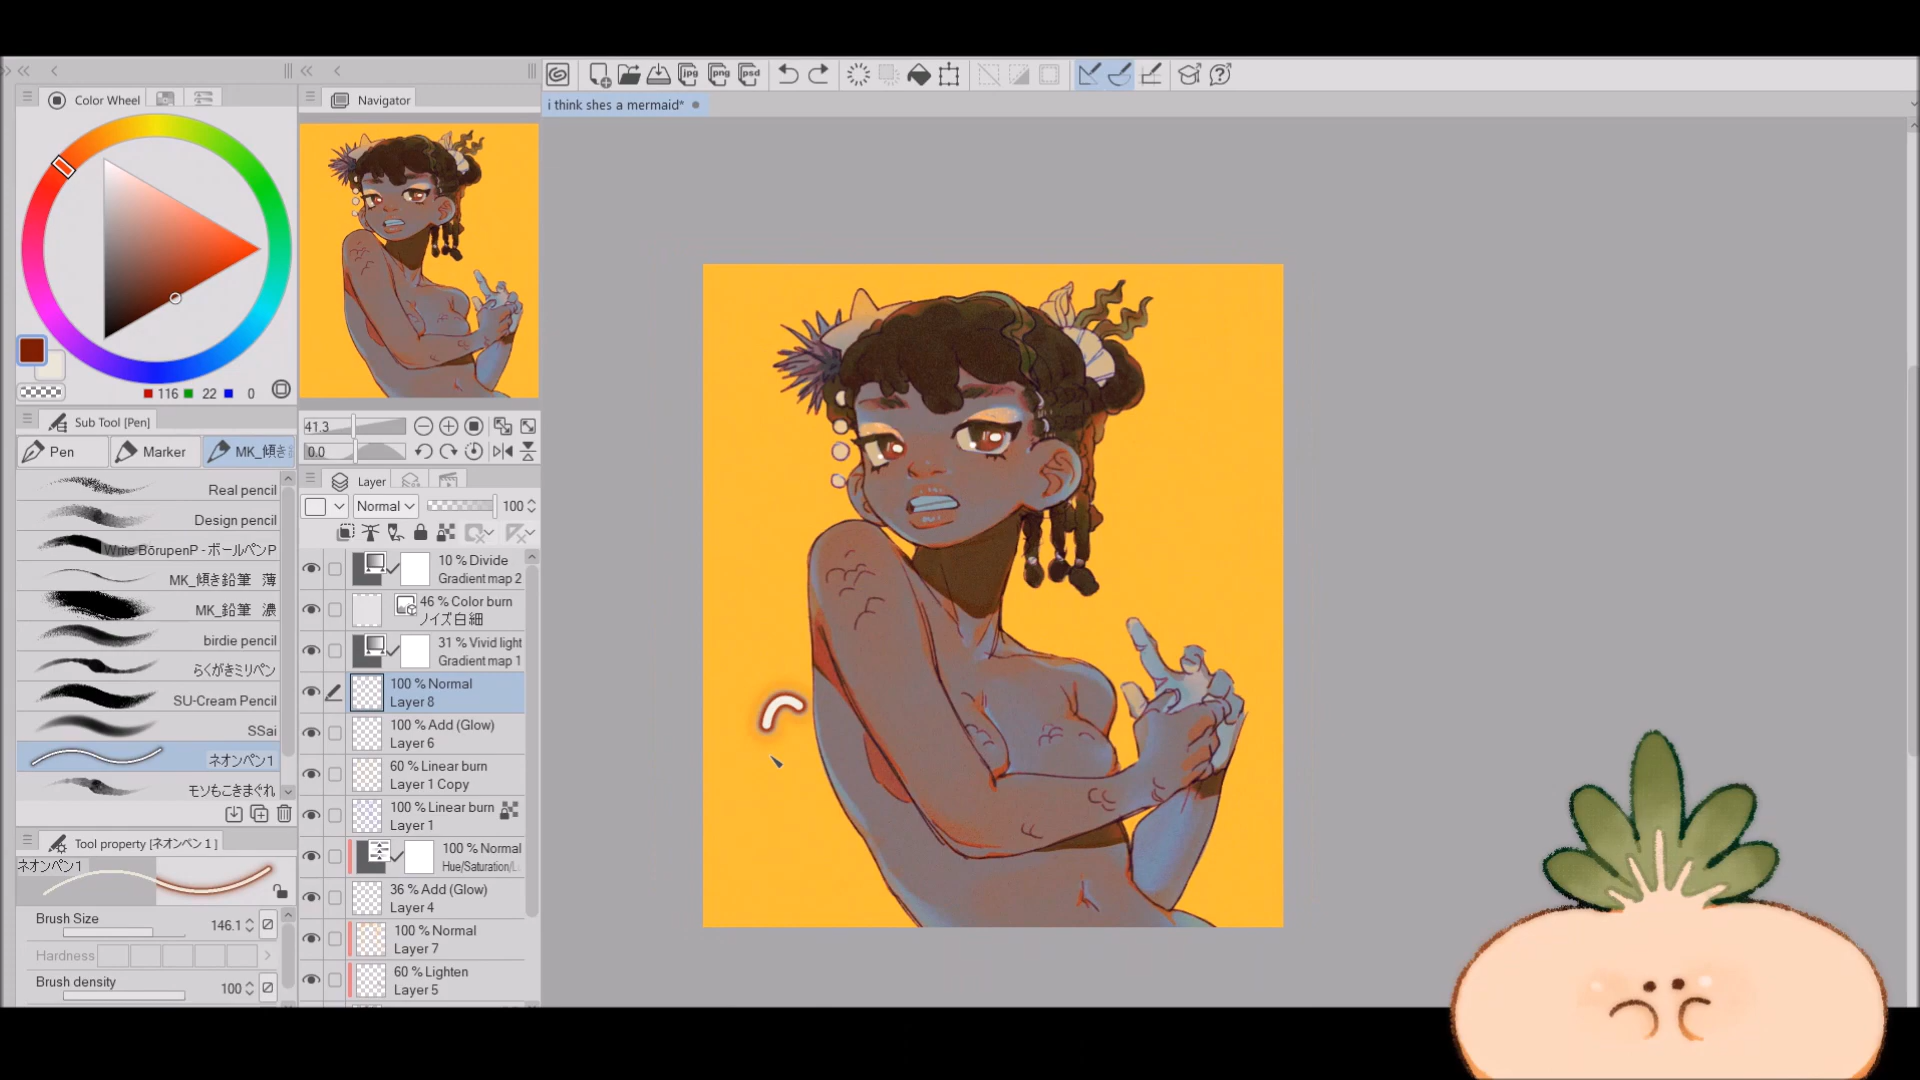 jpg png psd
Color Wheel
Navigator
i think shes a mermaid*
116 22 0
Sub Tool [Pen]
Pen Marker MK_傾き
Real pencil
Design pencil
Write BōrupenP - ボールペンP
MK_傾き鉛筆 薄
MK_鉛筆 濃
birdie pencil
らくがきミリペン
SU-Cream Pencil
SSai
ネオンペン1
モソもこきまぐれ
Tool property [ネオンペン1]
ネオンペン1
Brush Size 146.1
Hardness
Brush density 100
41.3
0.0
Layer
Normal 100
10 % Divide
Gradient map 2
46 % Color burn
ノイズ白細
31 % Vivid light
Gradient map 1
100 % Normal
Layer 8
100 % Add (Glow)
Layer 6
60 % Linear burn
Layer 1 Copy
100 % Linear burn
Layer 1
100 % Normal
Hue/Saturation/L
36 % Add (Glow)
Layer 4
100 % Normal
Layer 7
60 % Lighten
Layer 5